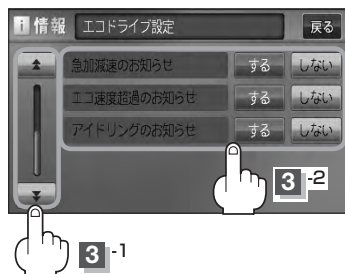 i 情報 エコドライブ設定 戻る
急加減速のお知らせ する しない
エコ速度超過のお知らせ する しない
アイドリングのお知らせ する しない
3 -2
3 -1